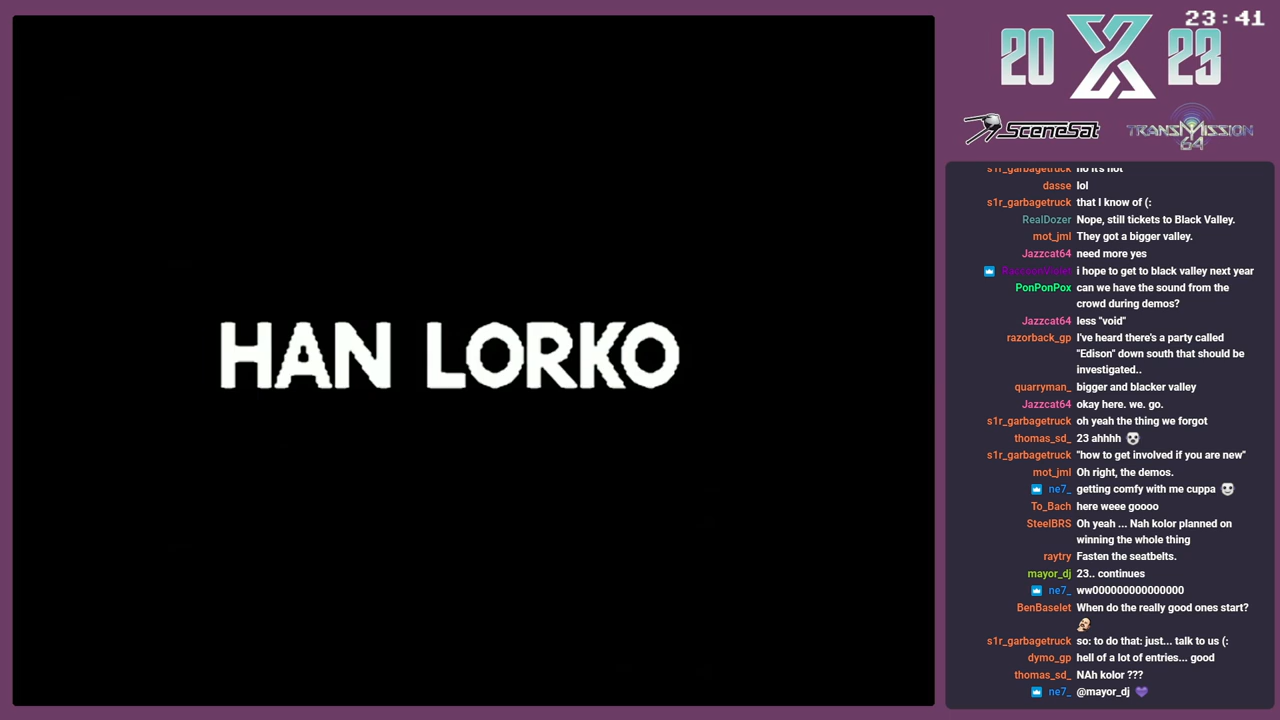 HAN LORKO
23:41
20 X 23
SCENESAT
TRANSMISSION
64
s1r_garbagetruck no it's not
dasse lol
s1r_garbagetruck that I know of (:
RealDozer Nope, still tickets to Black Valley.
mot_jml They got a bigger valley.
Jazzcat64 need more yes
RaccoonViolet i hope to get to black valley next year
PonPonPox can we have the sound from the
crowd during demos?
Jazzcat64 less "void"
razorback_gp I've heard there's a party called
"Edison" down south that should be
investigated..
quarryman_ bigger and blacker valley
Jazzcat64 okay here. we. go.
s1r_garbagetruck oh yeah the thing we forgot
thomas_sd_ 23 ahhhh
s1r_garbagetruck "how to get involved if you are new"
mot_jml Oh right, the demos.
ne7_ getting comfy with me cuppa
To_Bach here weee goooo
SteelBRS Oh yeah ... Nah kolor planned on
winning the whole thing
raytry Fasten the seatbelts.
mayor_dj 23.. continues
ne7_ ww000000000000000
BenBaselet When do the really good ones start?
s1r_garbagetruck so: to do that: just... talk to us (:
dymo_gp hell of a lot of entries... good
thomas_sd_ NAh kolor ???
ne7_ @mayor_dj